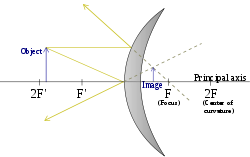 Object
Principal axis
2F' F' Image F 2F
(Focus) (Center of
curvature)